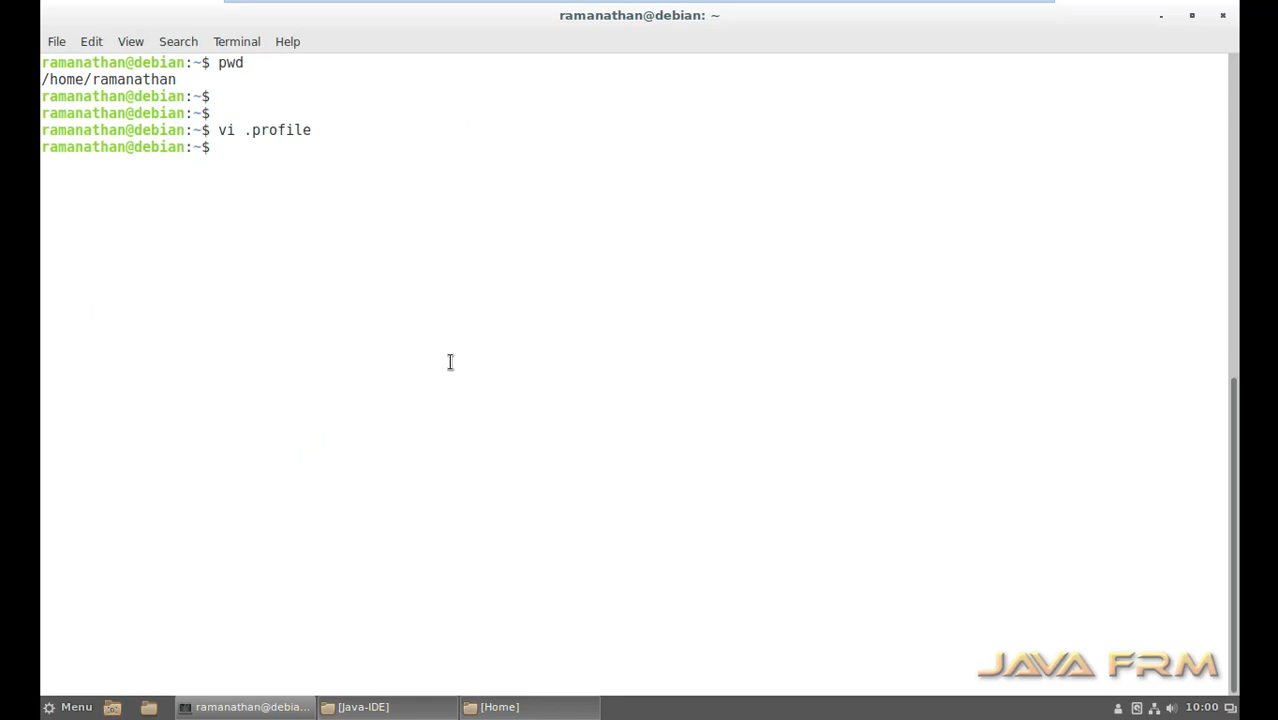 ramanathan@debian: ~
File Edit View Search Terminal Help
ramanathan@debian:~$ pwd
/home/ramanathan
ramanathan@debian:~$
ramanathan@debian:~$
ramanathan@debian:~$ vi .profile
ramanathan@debian:~$
JAVA FRM
Menu ramanathan@debia... [Java-IDE] [Home] 10:00